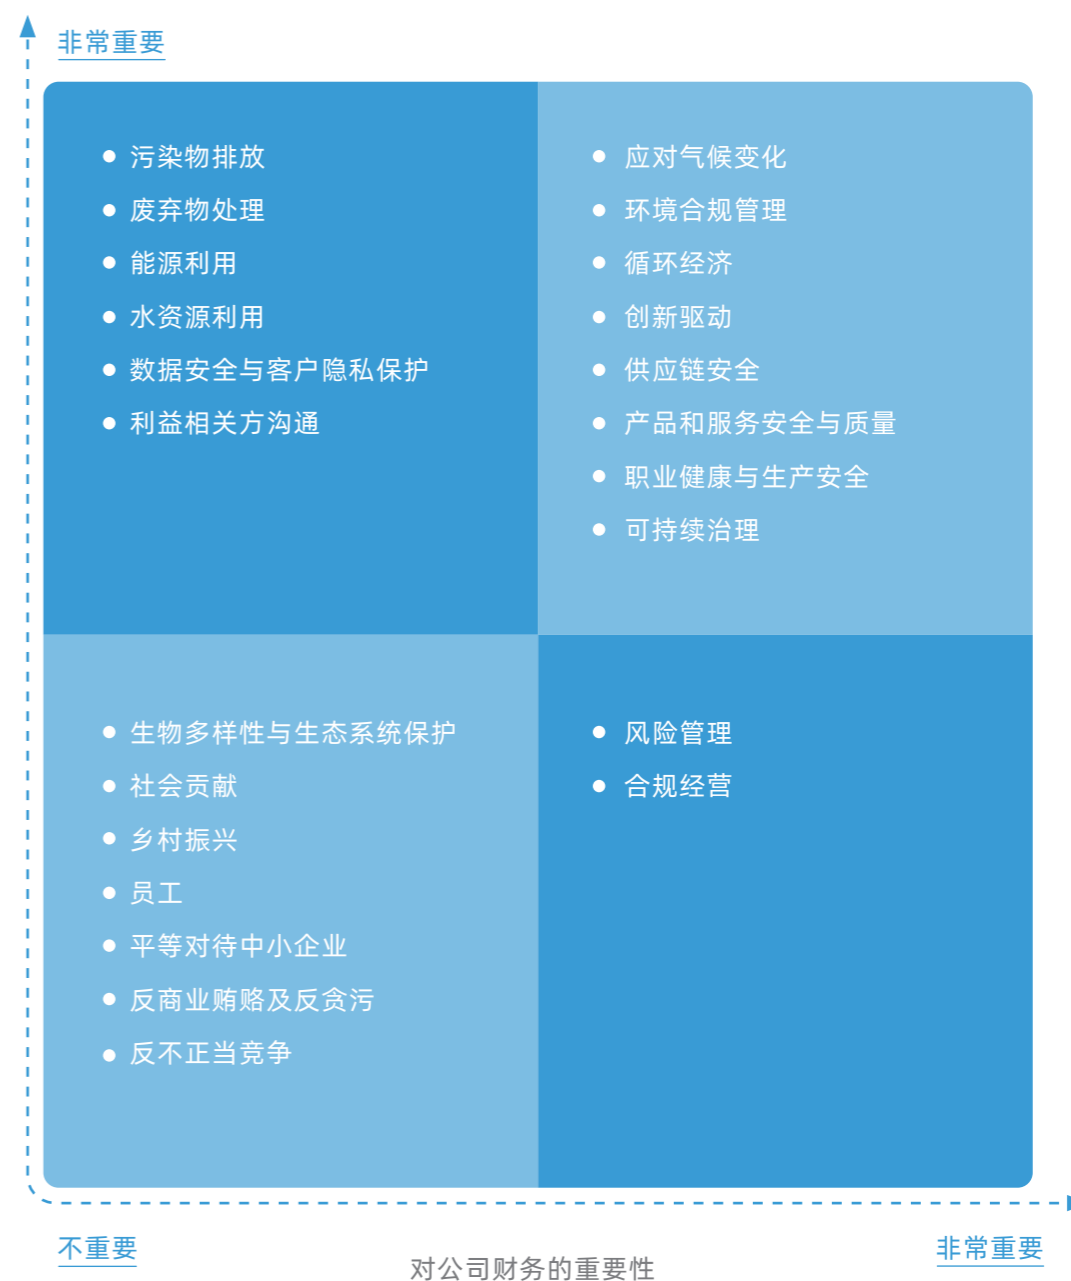 非常重要
污染物排放
废弃物处理
能源利用
水资源利用
数据安全与客户隐私保护
利益相关方沟通
应对气候变化
环境合规管理
循环经济
创新驱动
供应链安全
产品和服务安全与质量
职业健康与生产安全
可持续治理
生物多样性与生态系统保护
社会贡献
乡村振兴
员工
平等对待中小企业
反商业贿赂及反贪污
反不正当竞争
风险管理
合规经营
不重要
对公司财务的重要性
非常重要